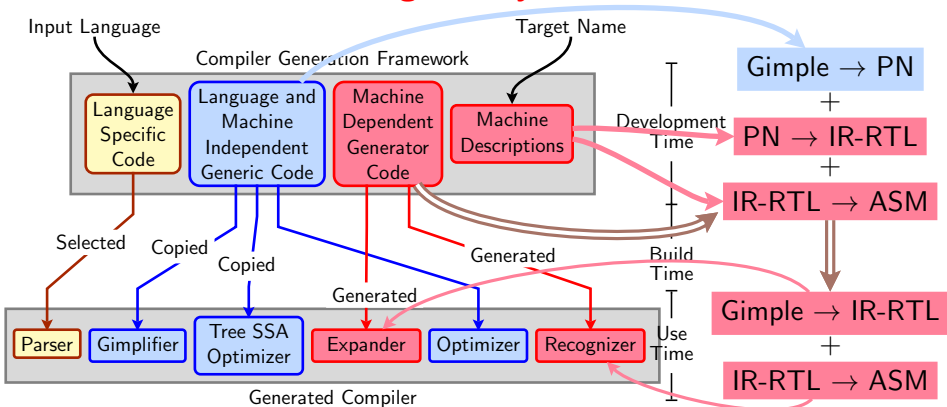 Input Language
Target Name
Compiler Generation Framework
Language
Specific
Code
Language and
Machine
Independent
Generic Code
Machine
Dependent
Generator
Code
Machine
Descriptions
Development
Time
Gimple → PN
+
PN → IR-RTL
+
IR-RTL → ASM
Selected
Copied
Copied
Generated
Generated
Build
Time
Gimple → IR-RTL
+
IR-RTL → ASM
Parser
Gimplifier
Tree SSA
Optimizer
Expander
Optimizer
Recognizer
Use
Time
Generated Compiler